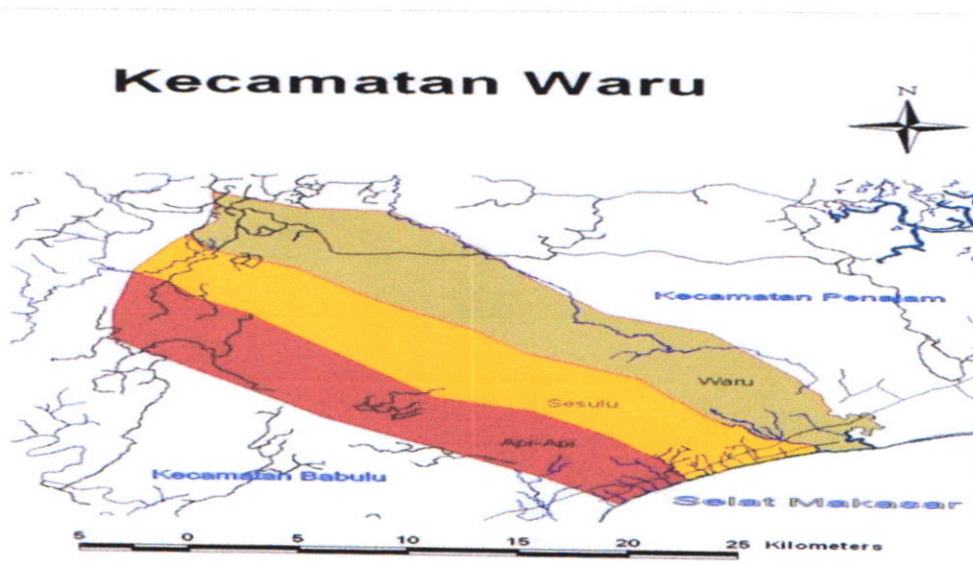 Kecamatan Waru
N
Kecamatan Penajam
Waru
Sesulu
Api-Api
Kecamatan Babulu
Selat Makasar
5 0 5 10 15 20 25 Kilometers